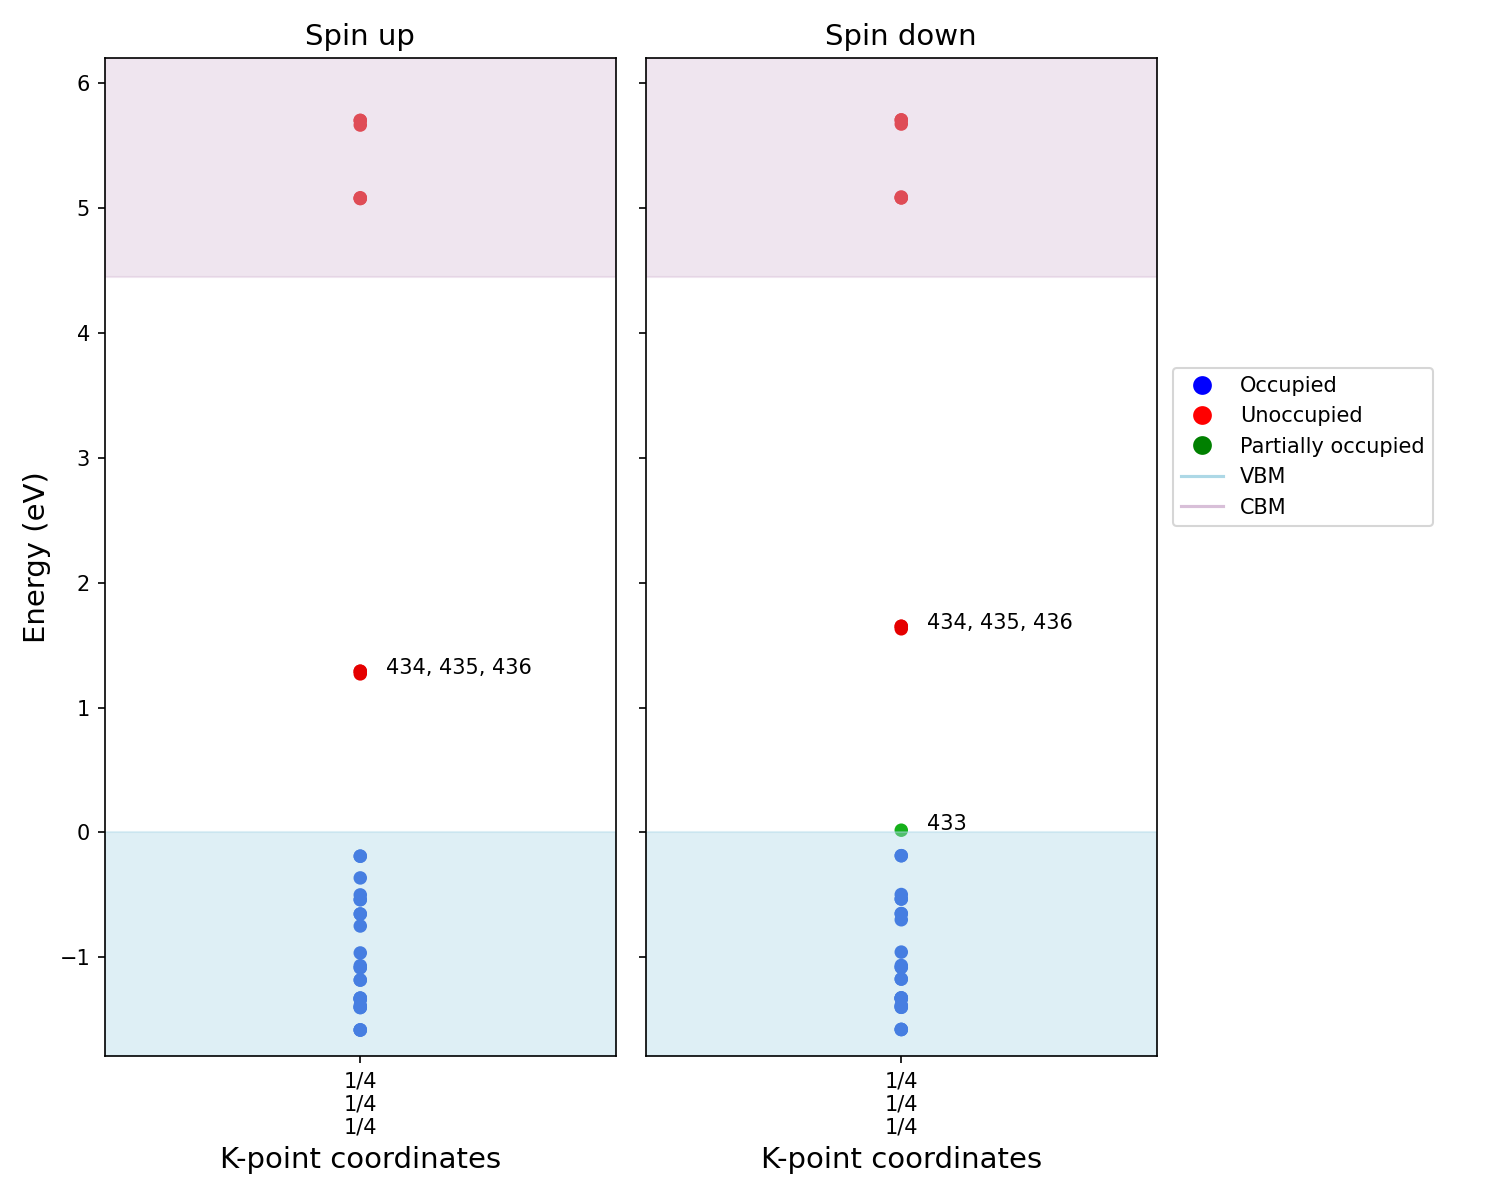 Spin up
Spin down
6
5
4
3
2
1
0
−1
Energy (eV)
434, 435, 436
434, 435, 436
433
1/4
1/4
1/4
1/4
1/4
1/4
K-point coordinates
K-point coordinates
Occupied
Unoccupied
Partially occupied
VBM
CBM